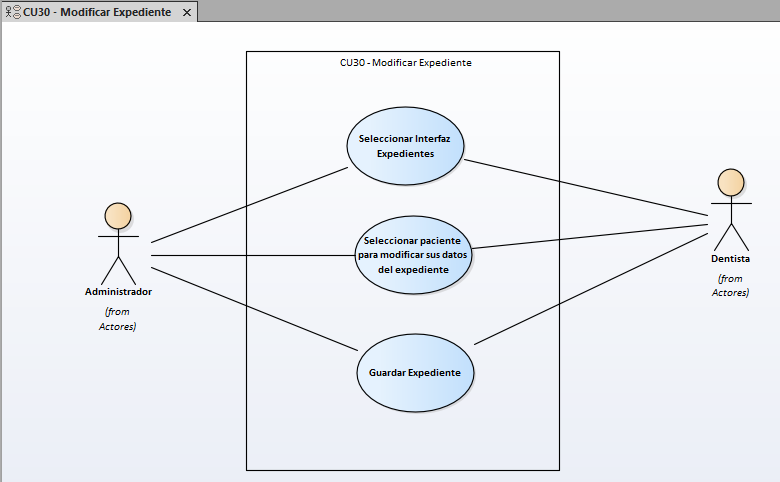 CU30 - Modificar Expediente
CU30 - Modificar Expediente
Seleccionar Interfaz
Expedientes
Seleccionar paciente
para modificar sus datos
del expediente
Guardar Expediente
Administrador
(from
Actores)
Dentista
(from
Actores)